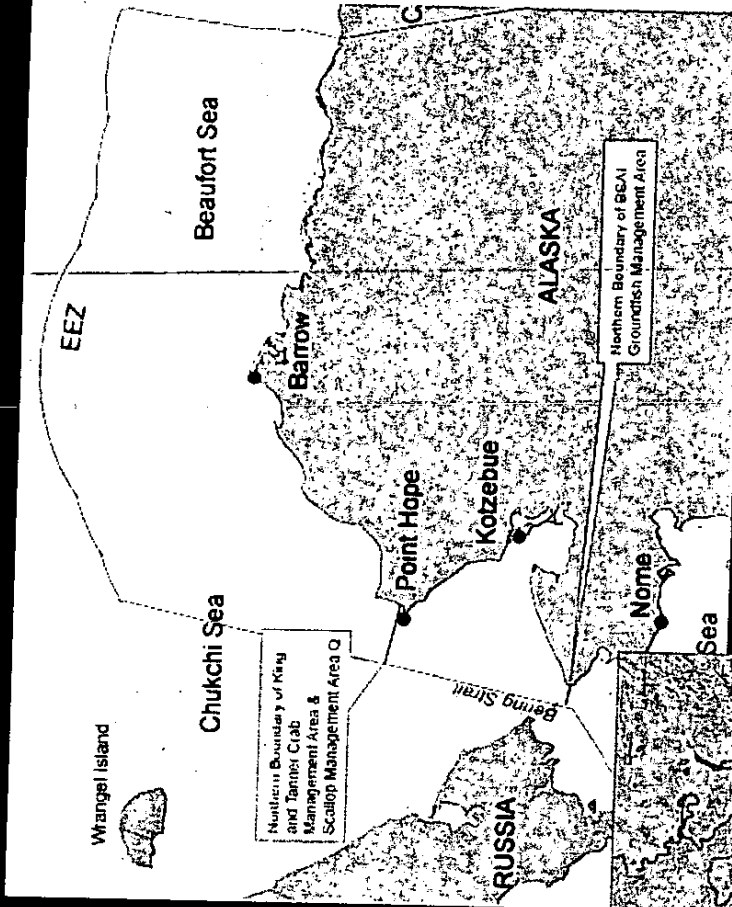 Wrangel Island
EEZ
Chukchi Sea
Beaufort Sea
Northern Boundary of King
and Tanner Crab
Management Area &
Scallop Management Area Q
Barrow
Point Hope
Kotzebue
Bering Strait
RUSSIA
ALASKA
C
Northern Boundary of BSAI
Groundfish Management Area
Nome
Sea